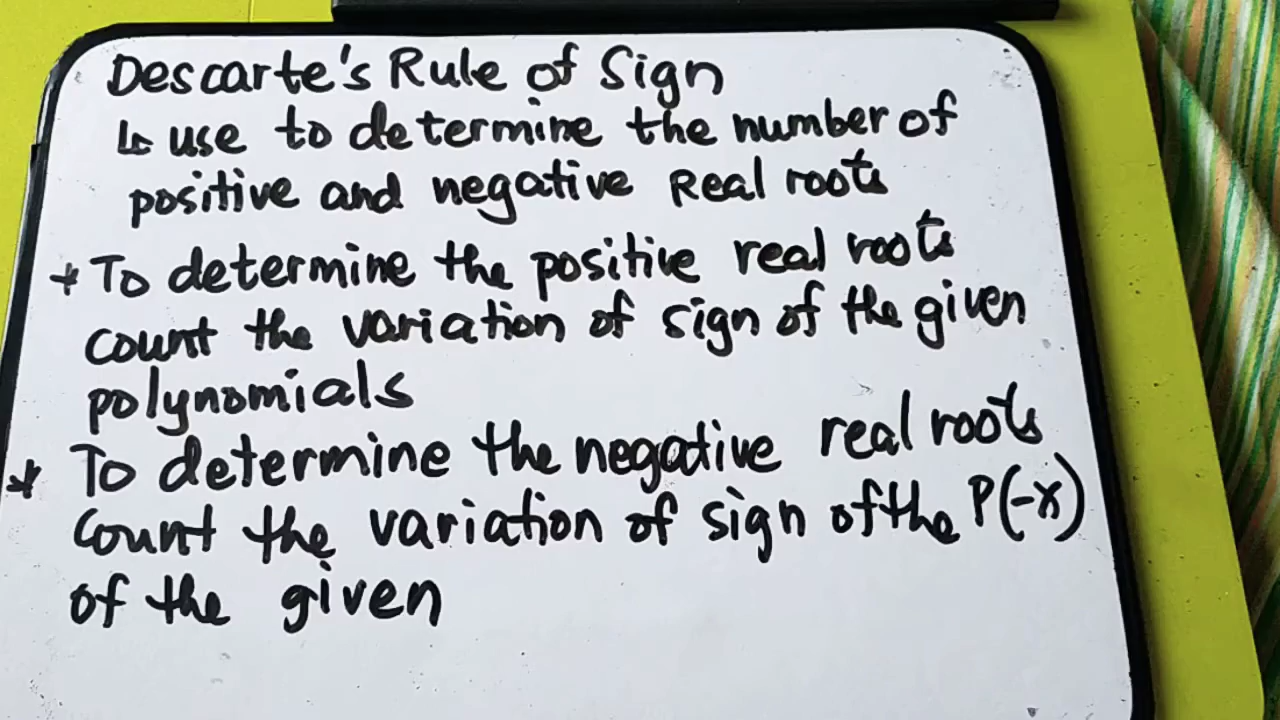 Descarte's Rule of Sign
↳ use to determine the number of
positive and negative Real roots
* To determine the positive real roots
count the variation of sign of the given
polynomials
* To determine the negative real roots
count the variation of sign of the P(-x)
of the given